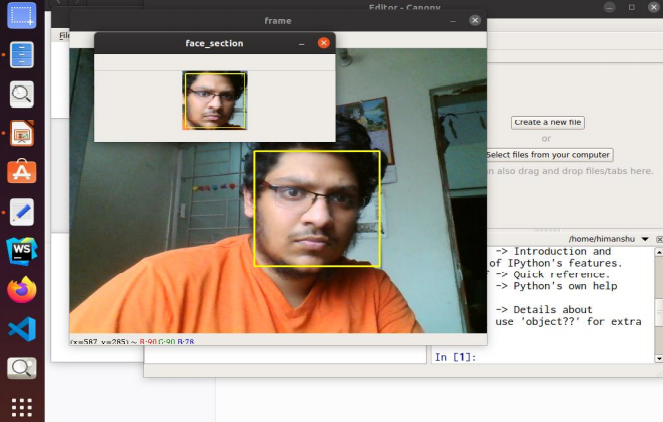 Editor - Canopy
frame
File
face_section
Create a new file
or
Select files from your computer
n also drag and drop files/tabs here.
/home/himanshu
-> Introduction and
of IPython's features.
-> Quick reference.
-> Python's own help
-> Details about
use 'object??' for extra
(x=587, y=285) ~ R:90 G:90 B:78
In [1]:
WS